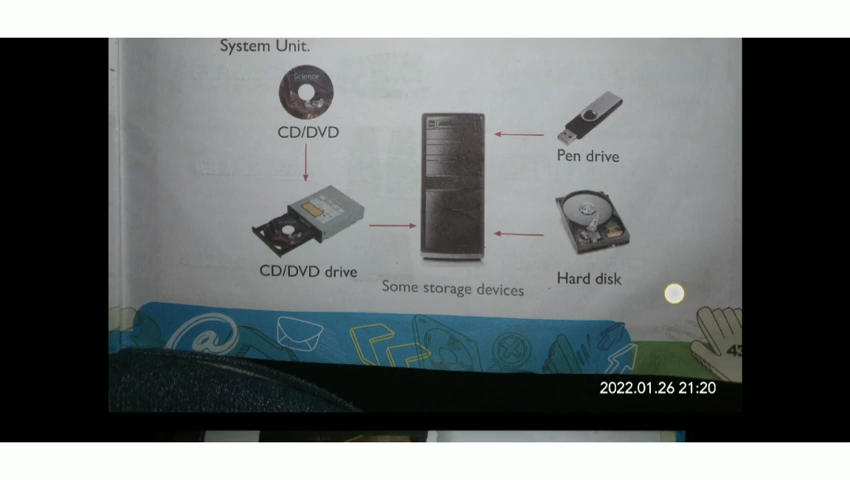 System Unit.
Science
CD/DVD
Pen drive
CD/DVD drive
Hard disk
Some storage devices
43
2022.01.26 21:20